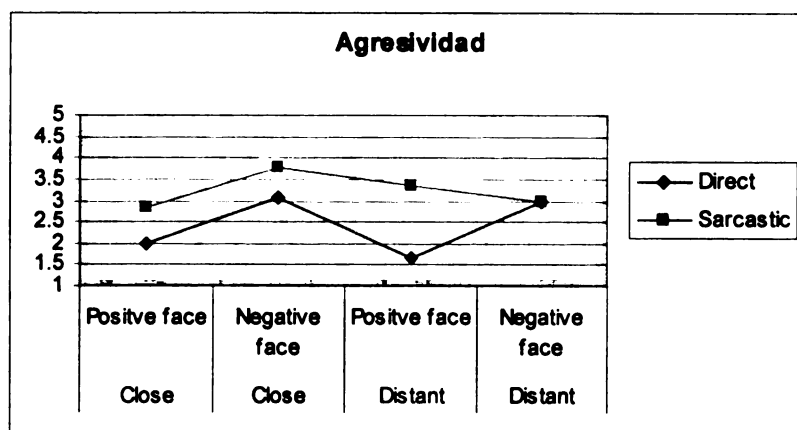 Agresividad
5
4.5
4
3.5
3
2.5
2
1.5
1
Direct
Sarcastic
Positve face Negative face Positve face Negative face
Close Close Distant Distant